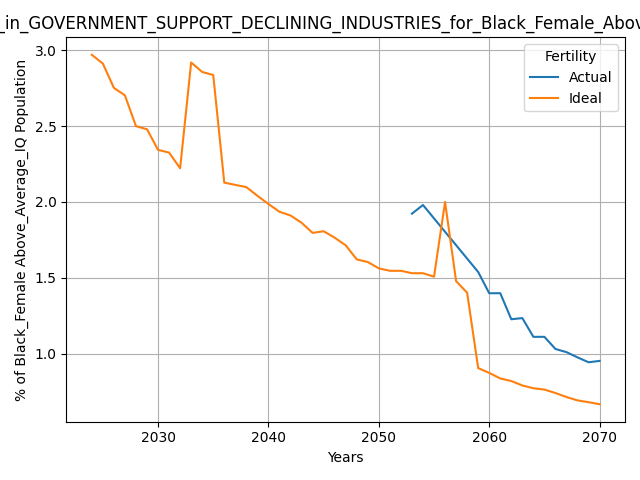 _in_GOVERNMENT_SUPPORT_DECLINING_INDUSTRIES_for_Black_Female_Abov
Fertility
Actual
Ideal
% of Black_Female Above_Average_IQ Population
3.0
2.5
2.0
1.5
1.0
2030 2040 2050 2060 2070
Years